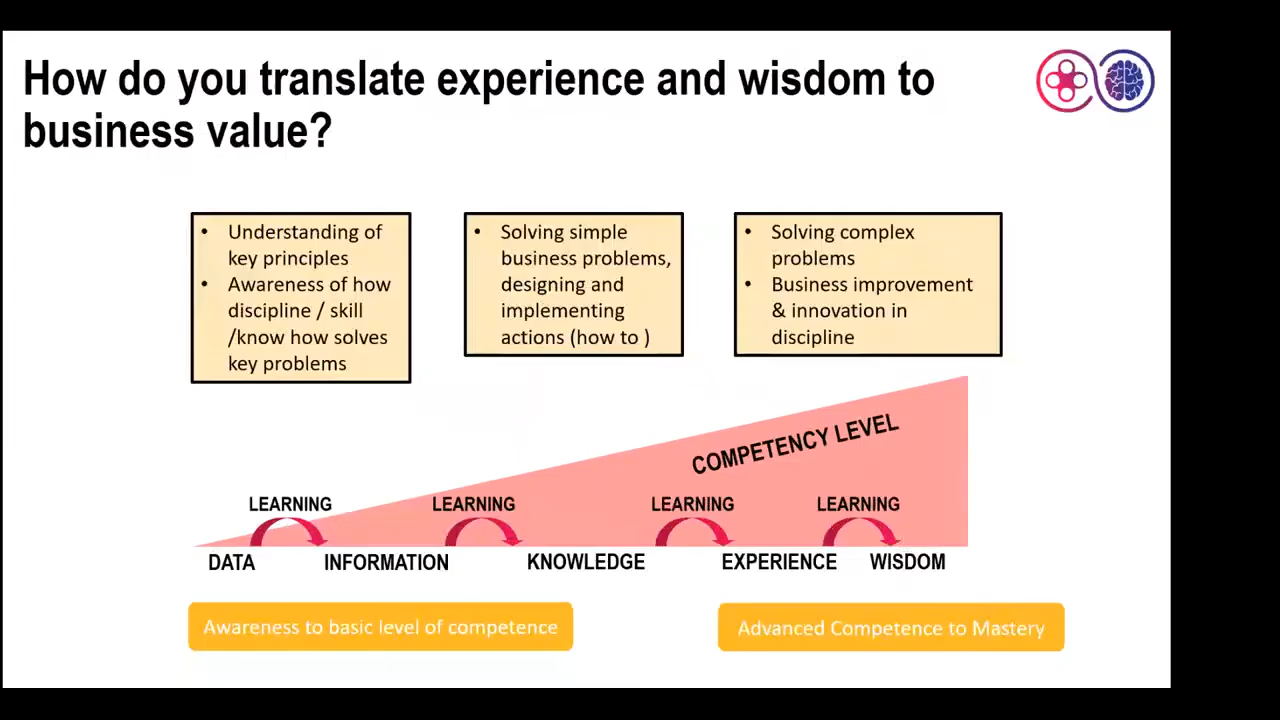 How do you translate experience and wisdom to
business value?
• Understanding of
key principles
• Awareness of how
discipline / skill
/know how solves
key problems
• Solving simple
business problems,
designing and
implementing
actions (how to )
• Solving complex
problems
• Business improvement
& innovation in
discipline
COMPETENCY LEVEL
LEARNING LEARNING LEARNING LEARNING
DATA INFORMATION KNOWLEDGE EXPERIENCE WISDOM
Awareness to basic level of competence
Advanced Competence to Mastery